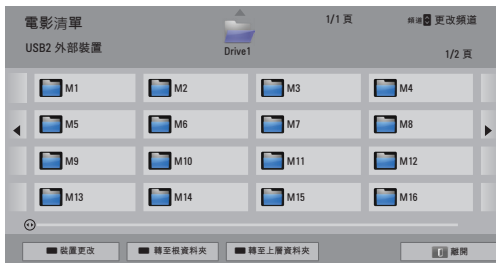 電影清單
1/1 頁
頻道 更改頻道
USB2 外部裝置
Drive1
1/2 頁
M1 M2 M3 M4
M5 M6 M7 M8
M9 M10 M11 M12
M13 M14 M15 M16
裝置更改 轉至根資料夾 轉至上層資料夾 離開